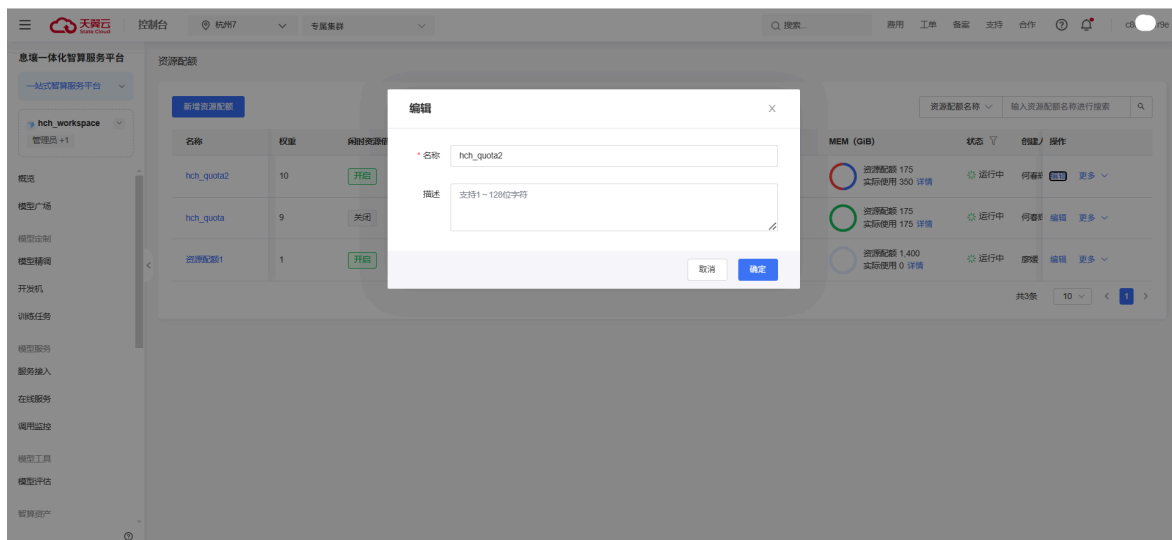 天翼云
State Cloud
控制台
杭州7
专属集群
搜索...
费用
工单
备案
支持
合作
息壤一体化智算服务平台
一站式智算服务平台
hch_workspace
管理员 +1
概览
模型广场
模型定制
模型精调
开发机
训练任务
模型服务
服务接入
在线服务
调用监控
模型工具
模型评估
智算资产
资源配额
新增资源配额
资源配额名称
输入资源配额名称进行搜索
名称
权重
闲时资源借
MEM (GiB)
状态
创建人
操作
hch_quota2
10
开启
资源配额 175
实际使用 350 详情
运行中
编辑
更多
hch_quota
9
关闭
资源配额 175
实际使用 175 详情
运行中
编辑
更多
资源配额1
1
开启
资源配额 1,400
实际使用 0 详情
运行中
编辑
更多
共3条
10
1
编辑
* 名称
hch_quota2
描述
支持1-128位字符
取消
确定